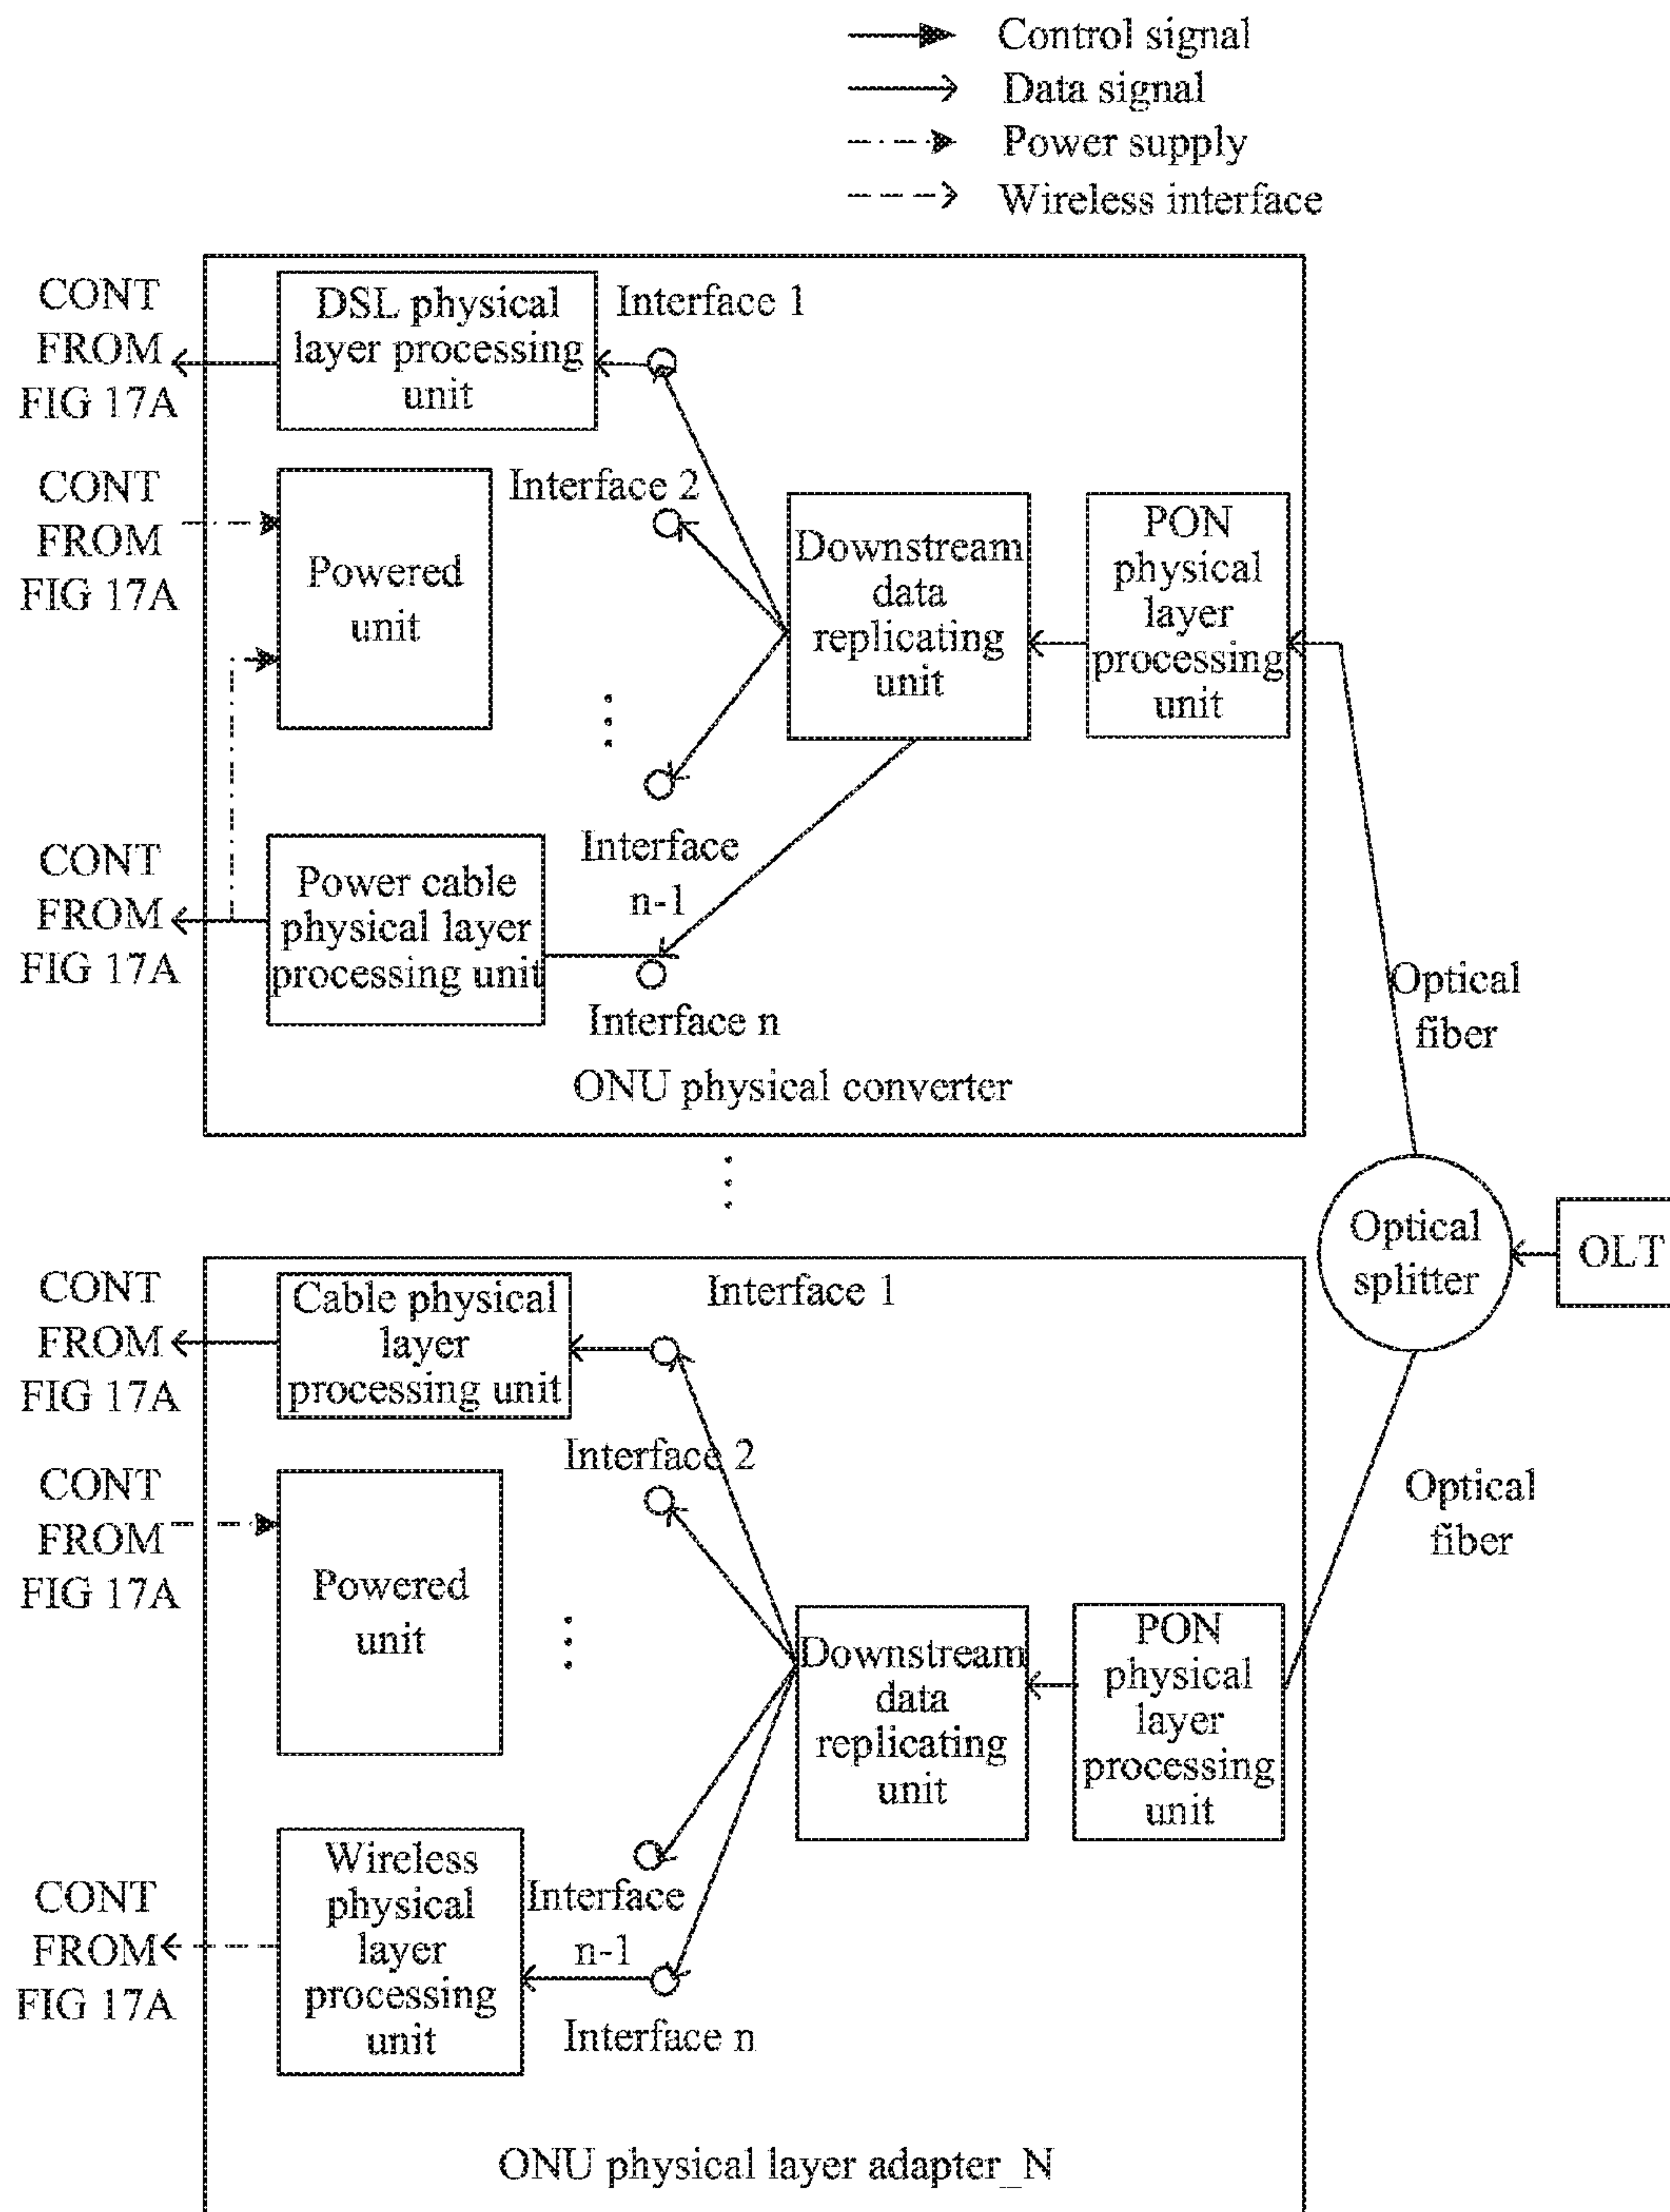 Control signal
Data signal
Power supply
Wireless interface
CONT
FROM
FIG 17A
DSL physical
layer processing
unit
Interface 1
CONT
FROM
FIG 17A
Powered
unit
Interface 2
Downstream
data
replicating
unit
PON
physical
layer
processing
unit
CONT
FROM
FIG 17A
Power cable
physical layer
processing unit
Interface
n-1
Interface n
ONU physical converter
Optical
fiber
Optical
splitter
OLT
CONT
FROM
FIG 17A
Cable physical
layer
processing unit
Interface 1
CONT
FROM
FIG 17A
Powered
unit
Interface 2
Optical
fiber
Downstream
data
replicating
unit
PON
physical
layer
processing
unit
CONT
FROM
FIG 17A
Wireless
physical
layer
processing
unit
Interface
n-1
Interface n
ONU physical layer adapter_N